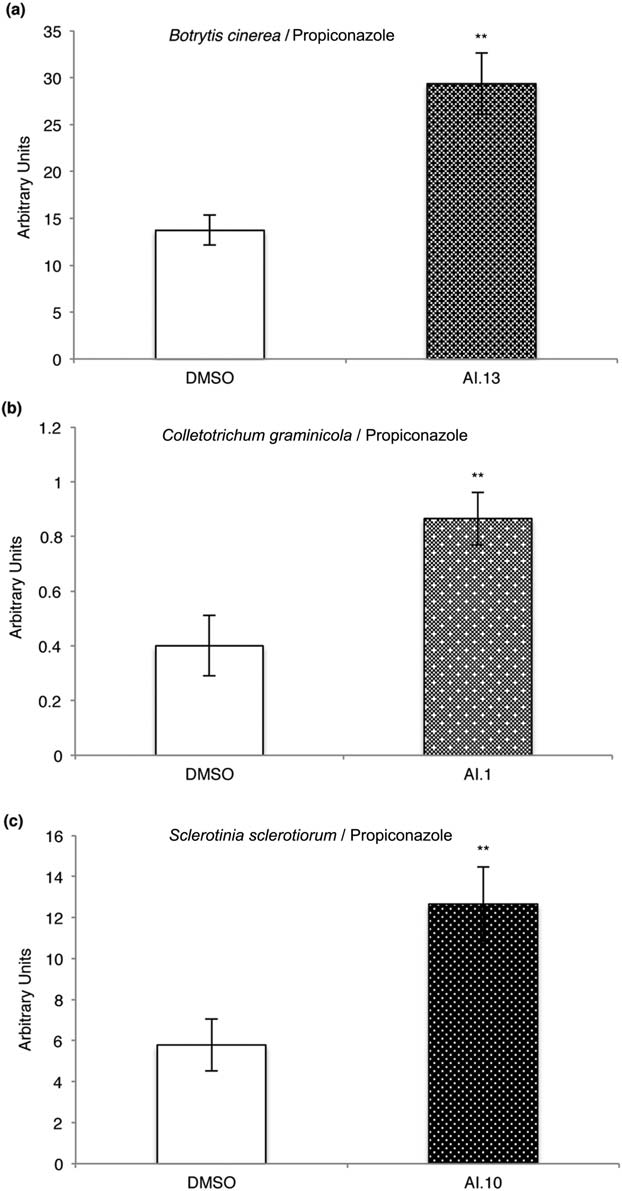 (a)
Botrytis cinerea / Propiconazole
**
35
30
25
20
15
10
5
0
Arbitrary Units
DMSO AI.13
(b)
Colletotrichum graminicola / Propiconazole
**
1.2
1
0.8
0.6
0.4
0.2
0
Arbitrary Units
DMSO AI.1
(c)
Sclerotinia sclerotiorum / Propiconazole
**
16
14
12
10
8
6
4
2
0
Arbitrary Units
DMSO AI.10